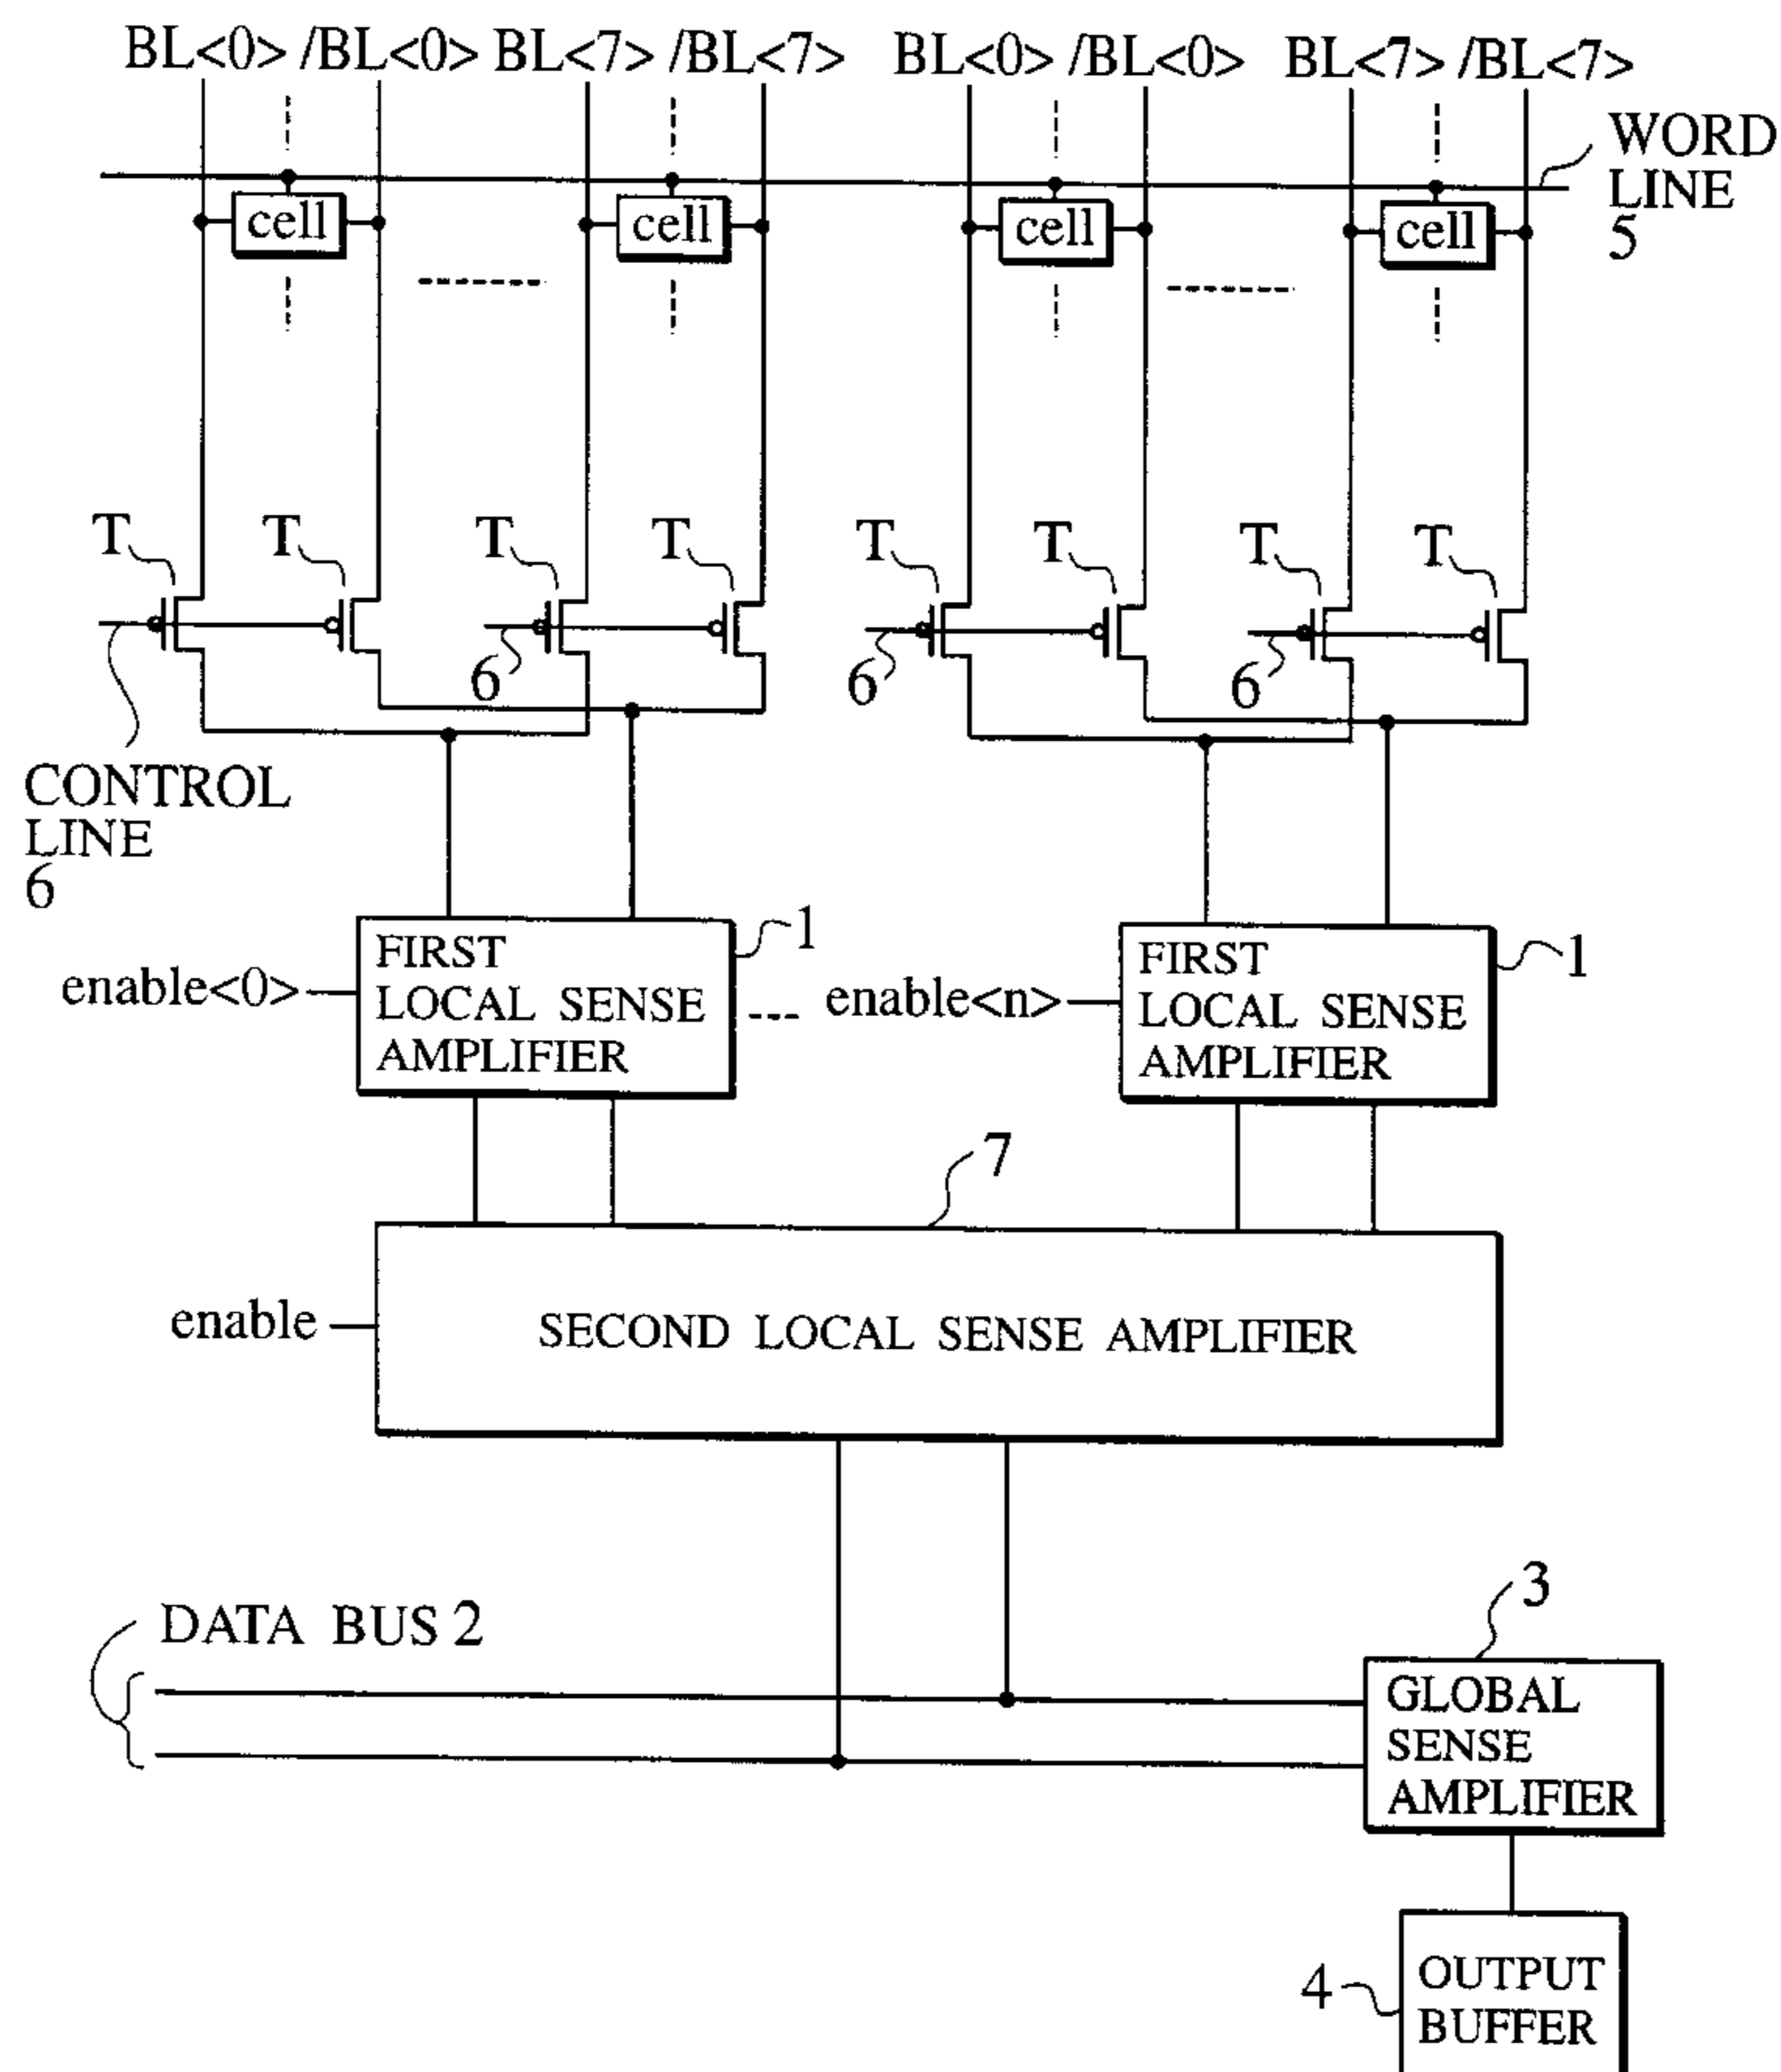 BL<0> /BL<0> BL<7> /BL<7> BL<0> /BL<0> BL<7> /BL<7>
WORD
LINE
5
cell cell cell cell
T T T T T T T T
6 6 6
CONTROL
LINE
6
1 1
FIRST
LOCAL SENSE
AMPLIFIER
enable<0>
FIRST
LOCAL SENSE
AMPLIFIER
enable<n>
7
enable
SECOND LOCAL SENSE AMPLIFIER
3
DATA BUS 2
GLOBAL
SENSE
AMPLIFIER
4
OUTPUT
BUFFER